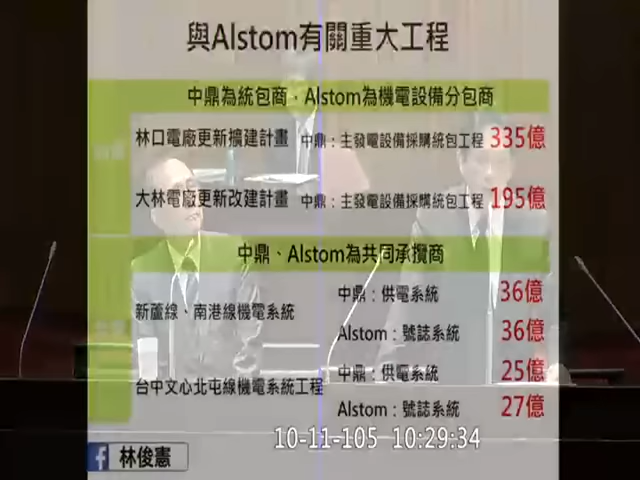 與Alstom有關重大工程
中鼎為統包商，Alstom為機電設備分包商
林口電廠更新擴建計畫 中鼎：主發電設備採購統包工程 335億
大林電廠更新改建計畫 中鼎：主發電設備採購統包工程 195億
中鼎、Alstom為共同承攬商
新蘆線、南港線機電系統
中鼎：供電系統 36億
Alstom：號誌系統 36億
台中文心北屯線機電系統工程
中鼎：供電系統 25億
Alstom：號誌系統 27億
10-11-105 10:29:34
f 林俊憲